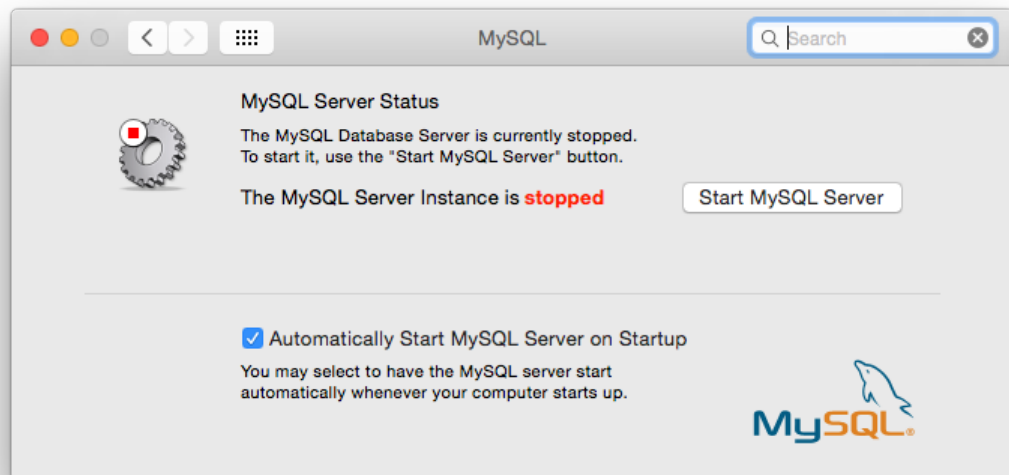 MySQL
Search
MySQL Server Status
The MySQL Database Server is currently stopped.
To start it, use the "Start MySQL Server" button.
The MySQL Server Instance is stopped
Start MySQL Server
Automatically Start MySQL Server on Startup
You may select to have the MySQL server start
automatically whenever your computer starts up.
MySQL®